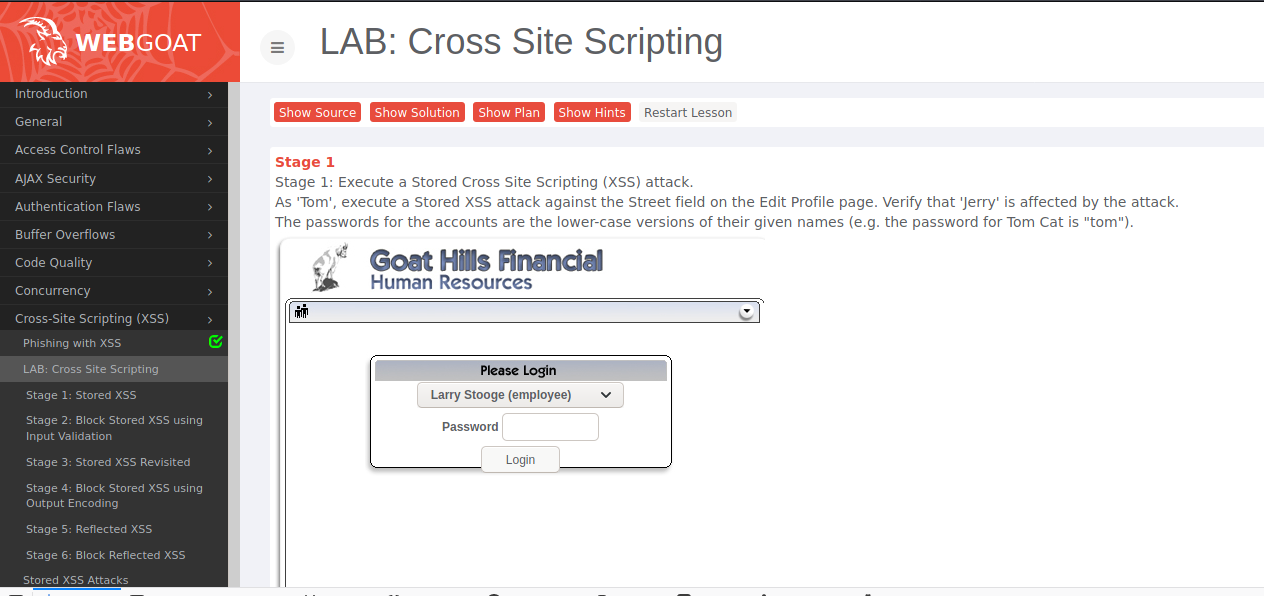 WEBGOAT
LAB: Cross Site Scripting
Introduction
General
Access Control Flaws
AJAX Security
Authentication Flaws
Buffer Overflows
Code Quality
Concurrency
Cross-Site Scripting (XSS)
Phishing with XSS
LAB: Cross Site Scripting
Stage 1: Stored XSS
Stage 2: Block Stored XSS using
Input Validation
Stage 3: Stored XSS Revisited
Stage 4: Block Stored XSS using
Output Encoding
Stage 5: Reflected XSS
Stage 6: Block Reflected XSS
Stored XSS Attacks
Show Source Show Solution Show Plan Show Hints Restart Lesson
Stage 1
Stage 1: Execute a Stored Cross Site Scripting (XSS) attack.
As 'Tom', execute a Stored XSS attack against the Street field on the Edit Profile page. Verify that 'Jerry' is affected by the attack.
The passwords for the accounts are the lower-case versions of their given names (e.g. the password for Tom Cat is "tom").
Goat Hills Financial
Human Resources
Please Login
Larry Stooge (employee)
Password
Login